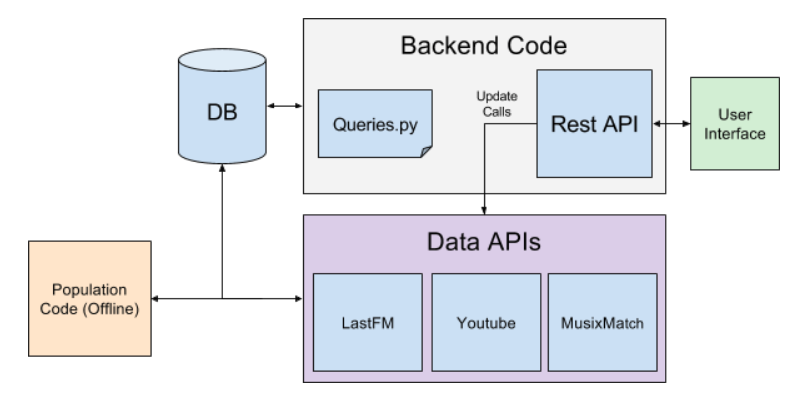 Backend Code
DB
Queries.py
Update
Calls
Rest API
User
Interface
Data APIs
Population
Code (Offline)
LastFM
Youtube
MusixMatch